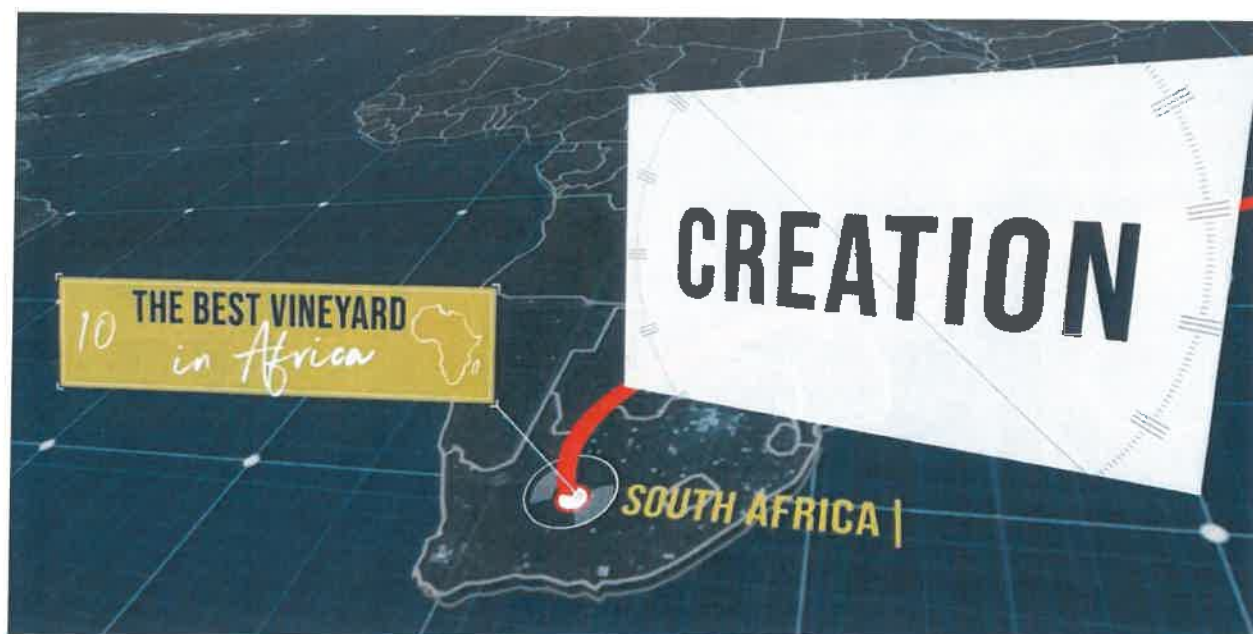 CREATION
10
THE BEST VINEYARD
in Africa
SOUTH AFRICA |